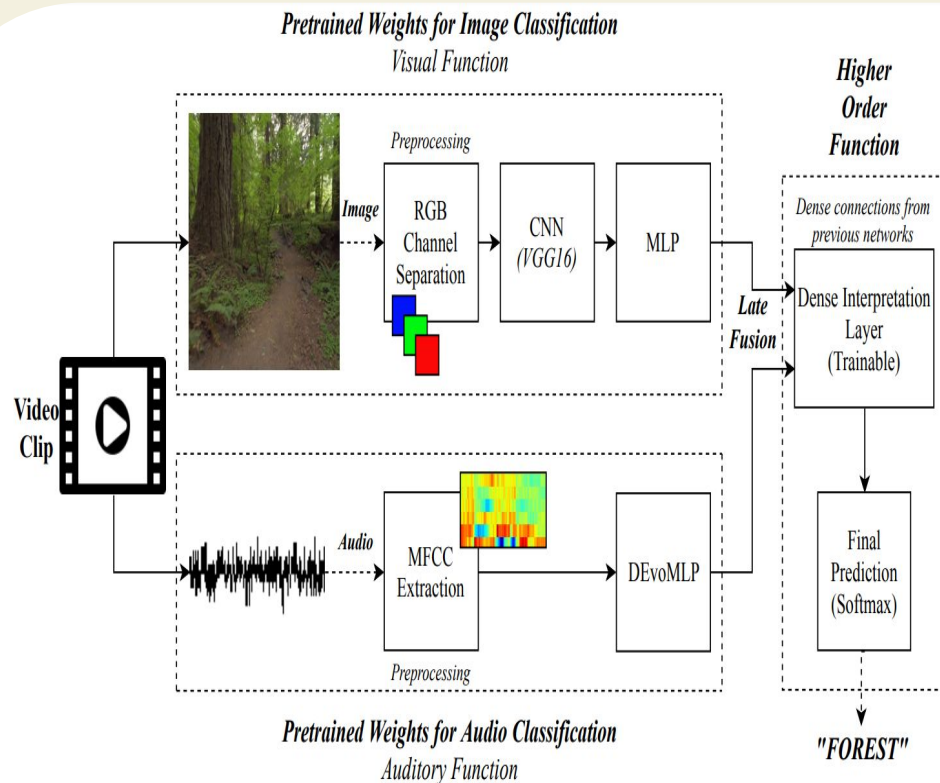 Pretrained Weights for Image Classification
Visual Function
Higher
Order
Function
Preprocessing
Image
RGB
Channel
Separation
CNN
(VGG16)
MLP
Dense connections from
previous networks
Late
Fusion
Dense Interpretation
Layer
(Trainable)
Video
Clip
Audio
MFCC
Extraction
DEvoMLP
Final
Prediction
(Softmax)
Preprocessing
Pretrained Weights for Audio Classification
Auditory Function
"FOREST"